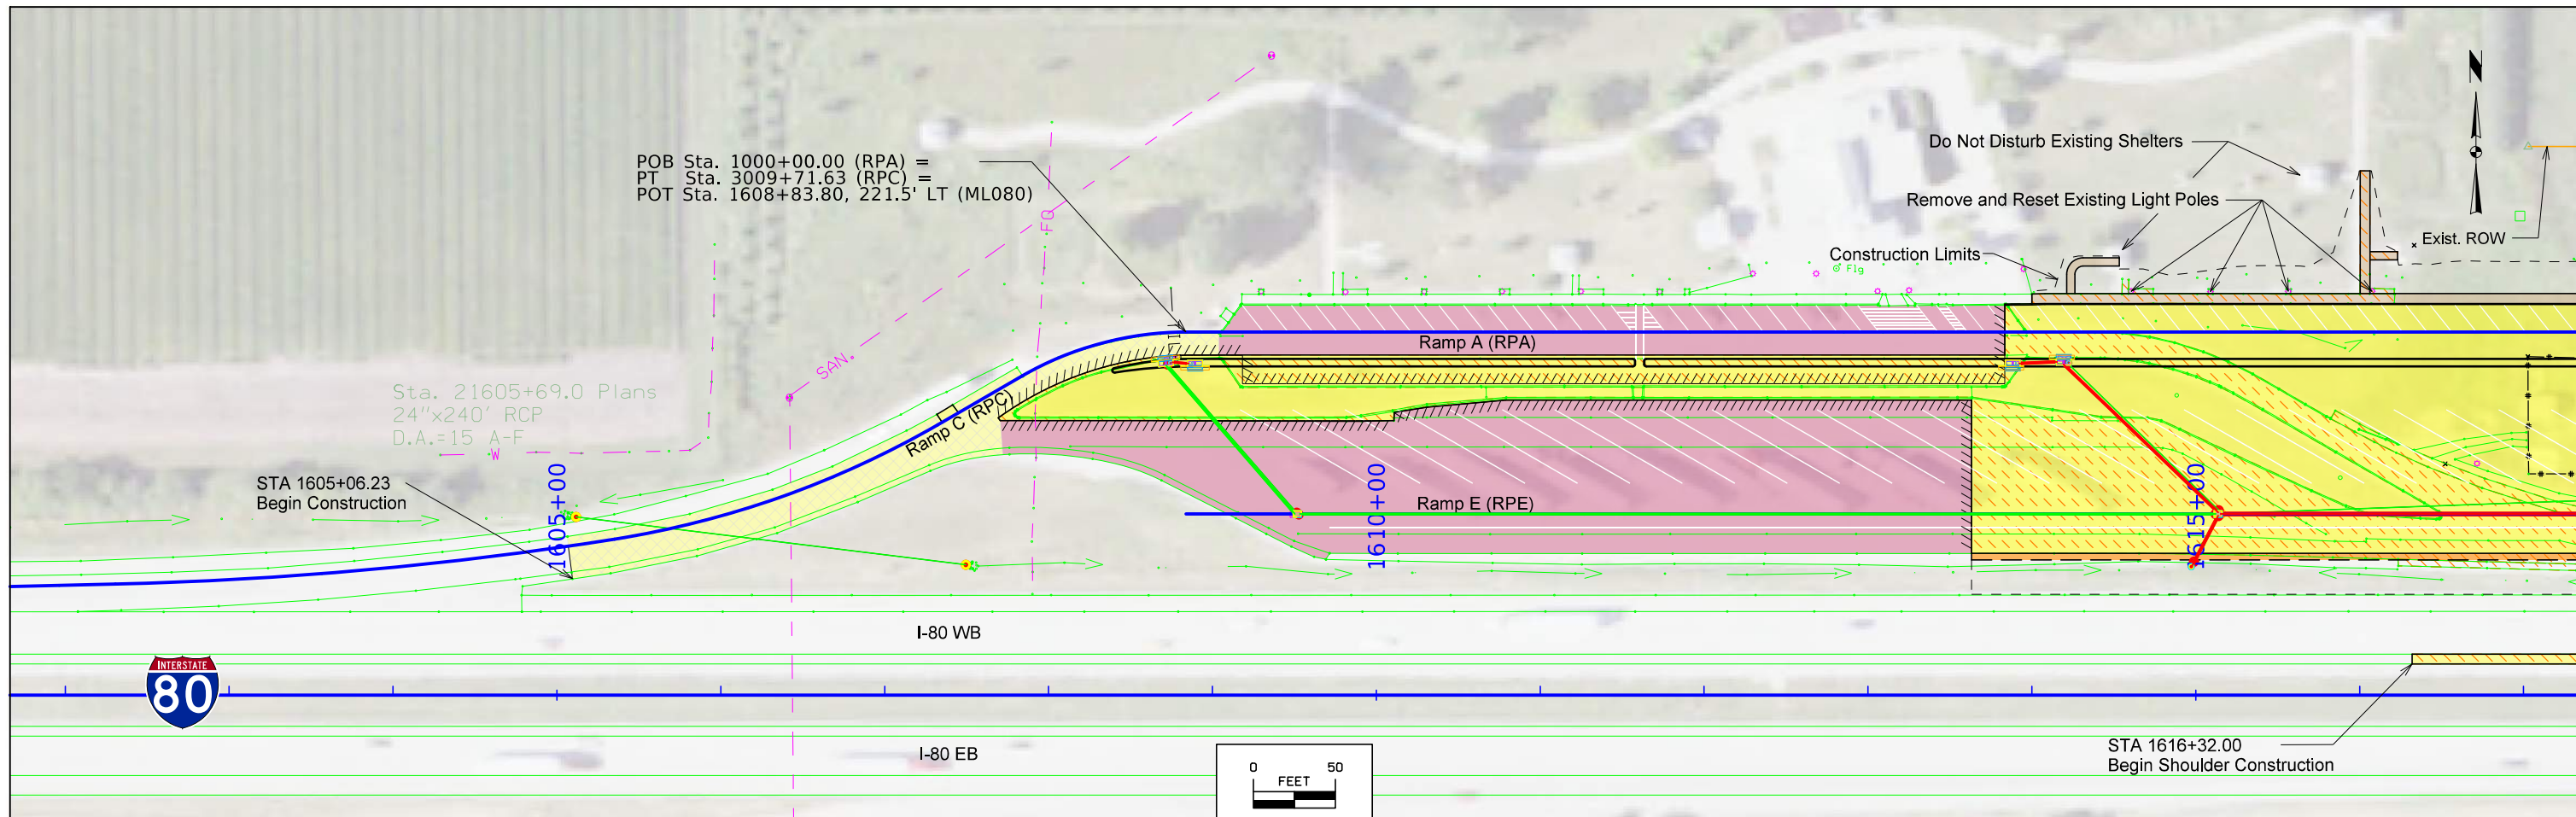 N
Do Not Disturb Existing Shelters
POB Sta. 1000+00.00 (RPA) =
PT Sta. 3009+71.63 (RPC) =
POT Sta. 1608+83.80, 221.5' LT (ML080)
Remove and Reset Existing Light Poles
FO
Exist. ROW
Construction Limits
Flg
Ramp A (RPA)
SAN.
Sta. 21605+69.0 Plans
24"x240' RCP
D.A.=15 A-F
W
Ramp C (RPC)
STA 1605+06.23
Begin Construction
1605+00
1610+00
1615+00
Ramp E (RPE)
I-80 WB
INTERSTATE
80
I-80 EB
STA 1616+32.00
Begin Shoulder Construction
0 50
FEET